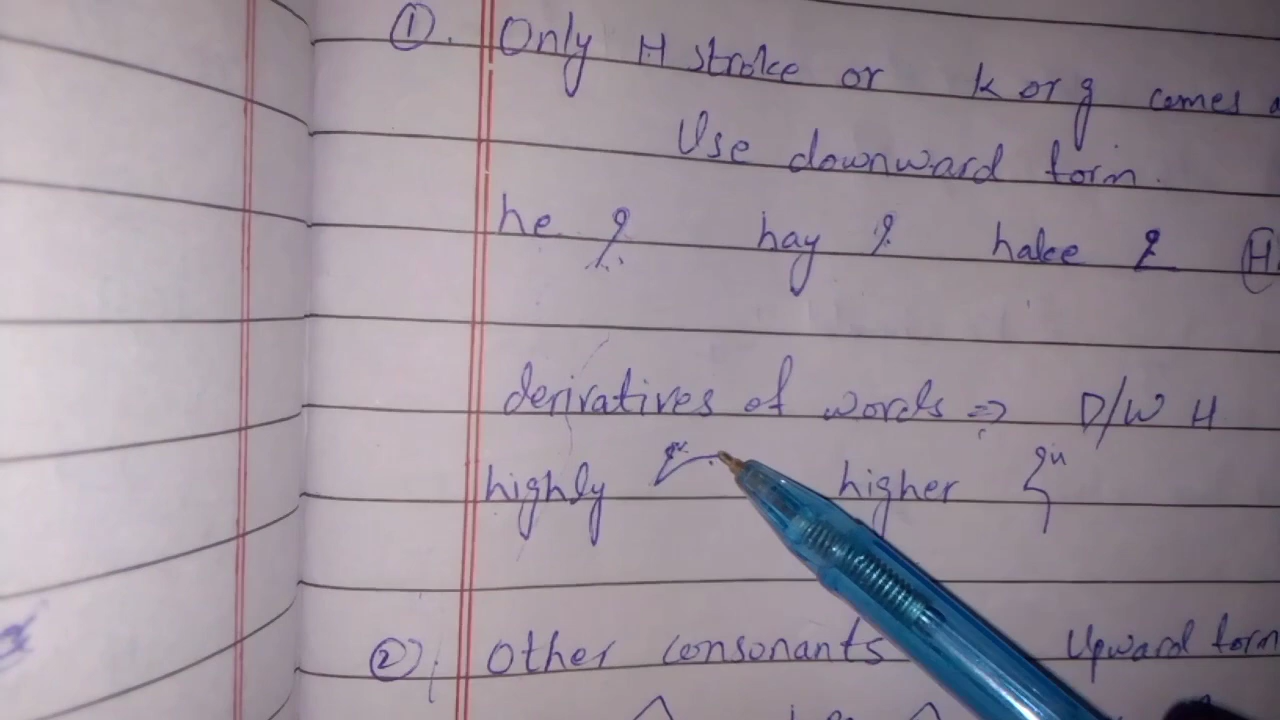 ① Only H stroke or k or g comes
Use downward form.
he hay hake H
derivatives of words => D/W H
highly higher
② Other consonants Upward form